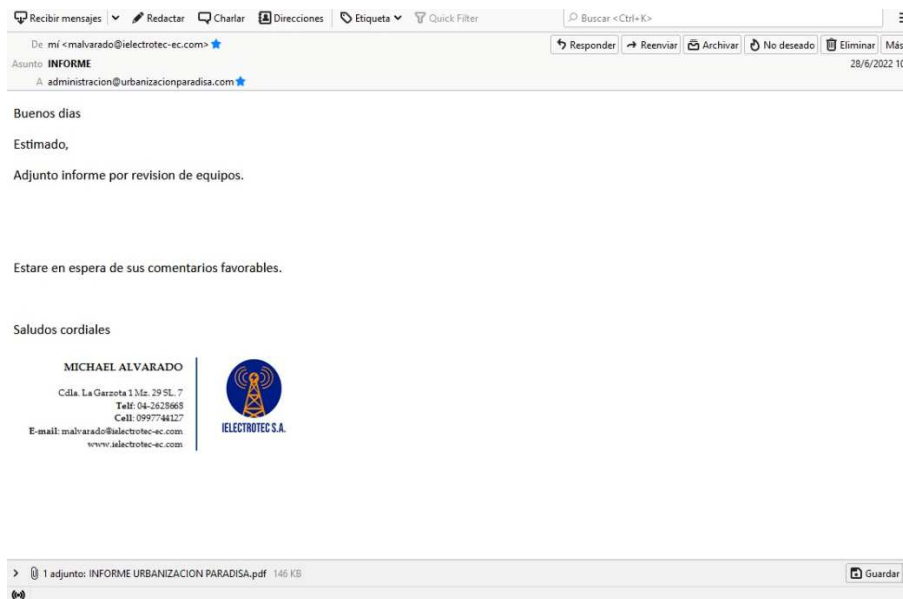 Recibir mensajes Redactar Charlar Direcciones Etiqueta Quick Filter Buscar <Ctrl+K>
De mí <malvarado@ielectrotec-ec.com> Responder Reenviar Archivar No deseado Eliminar Más
Asunto INFORME 28/6/2022 10
A administracion@urbanizacionparadisa.com
Buenos dias
Estimado,
Adjunto informe por revision de equipos.
Estare en espera de sus comentarios favorables.
Saludos cordiales
MICHAEL ALVARADO
Cdla. La Garzota 1 Mz. 29 SL. 7
Telf: 04-2628668
Cell: 0997744127
E-mail: malvarado@ielectrotec-ec.com
www.ielectrotec-ec.com
IELECTROTEC S.A.
1 adjunto: INFORME URBANIZACION PARADISA.pdf 146 KB Guardar